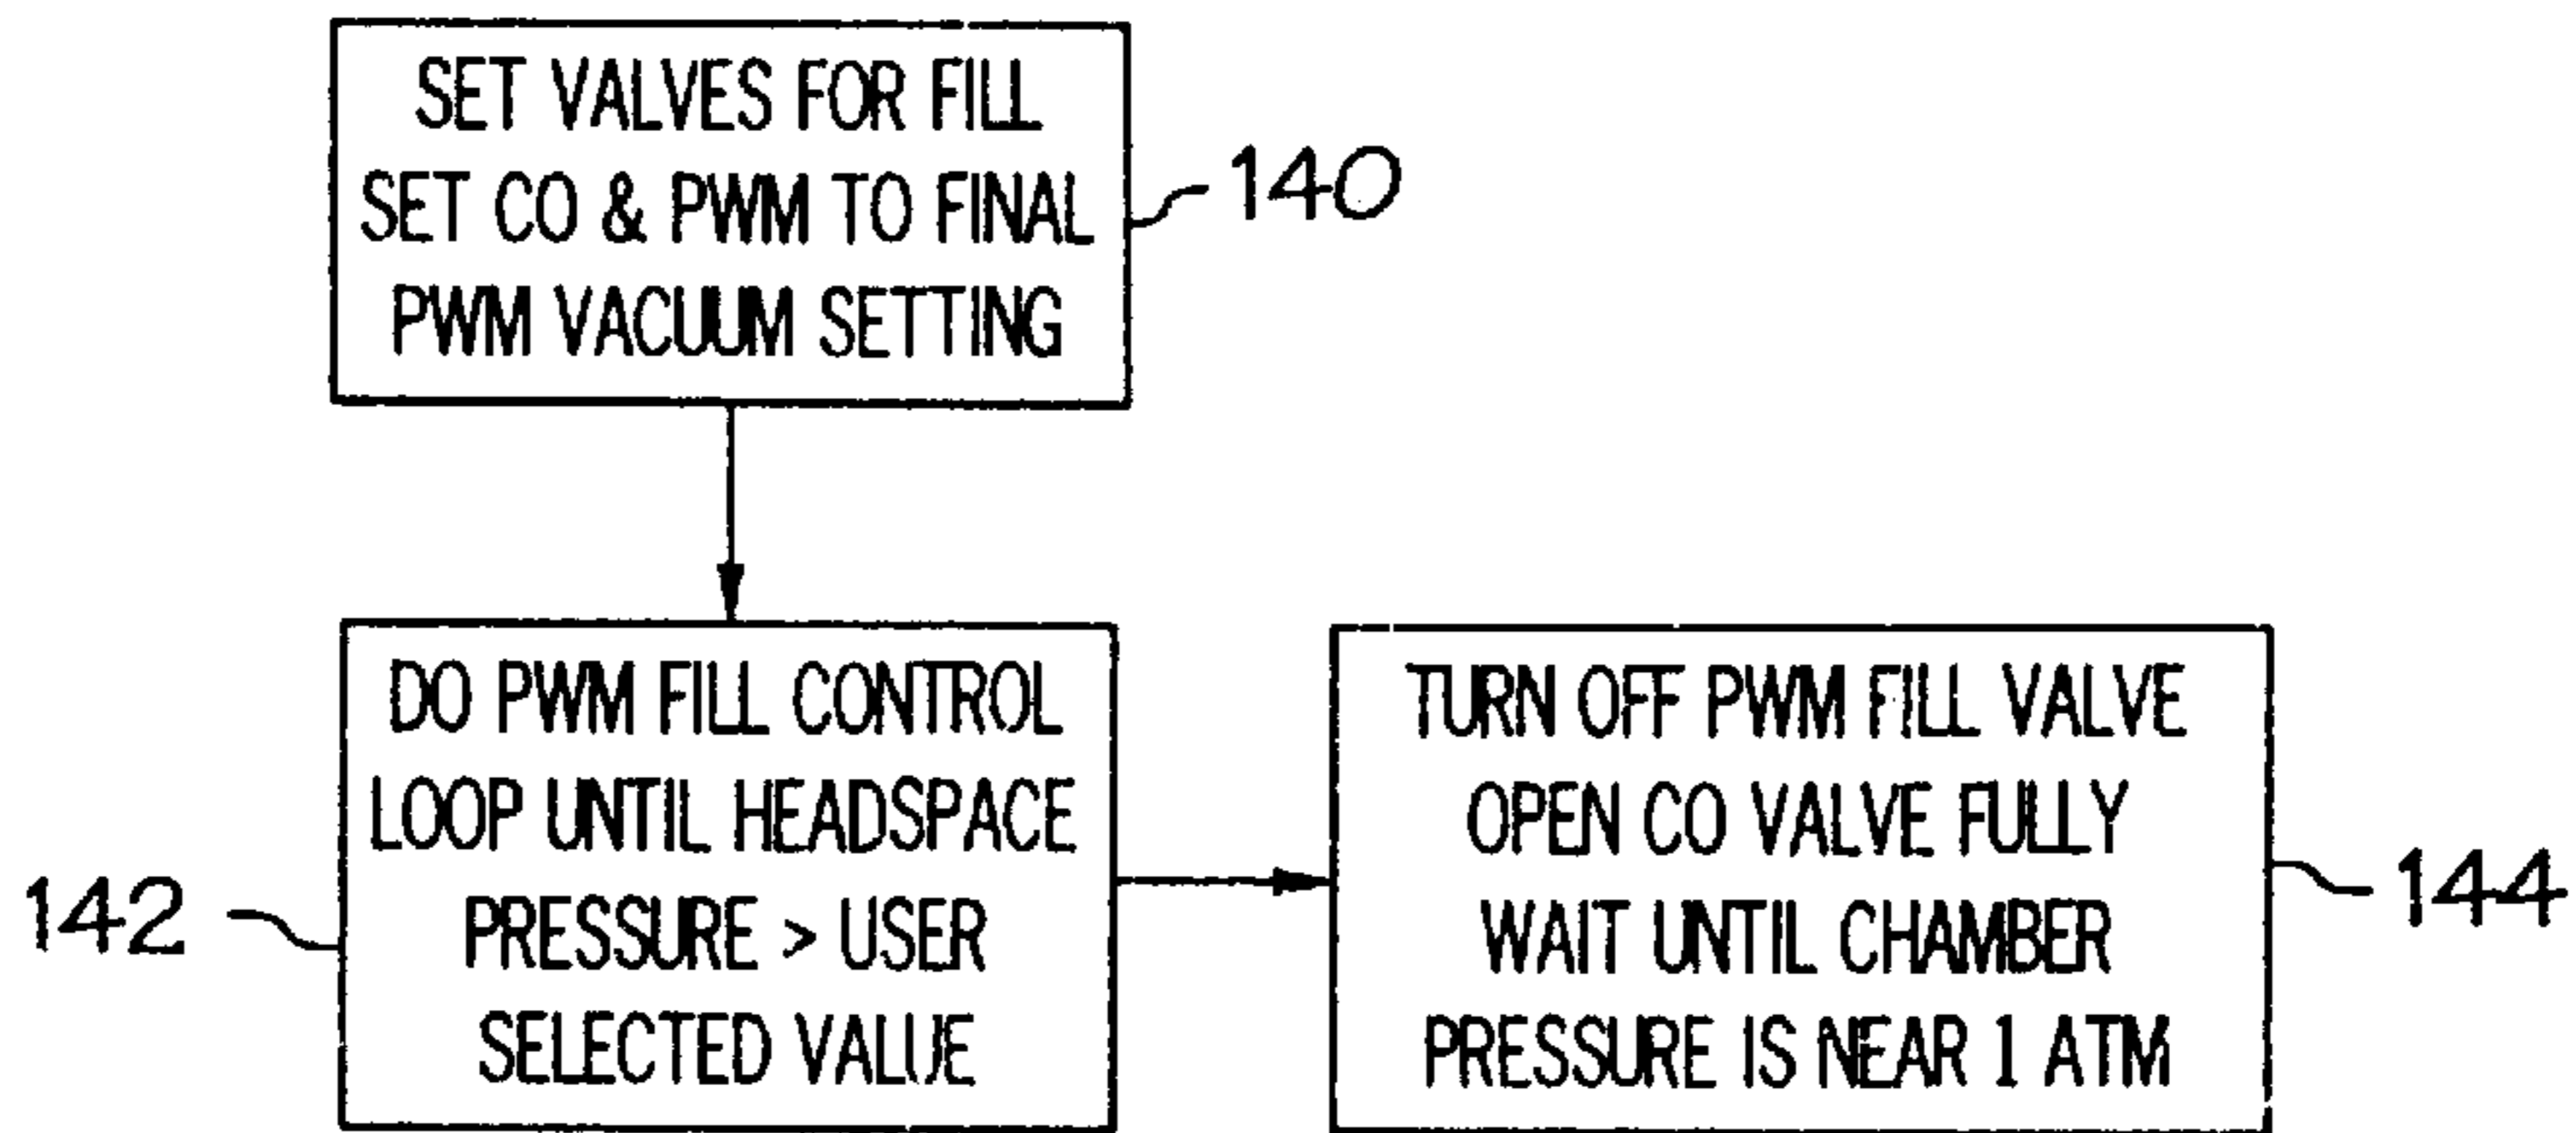 SET VALVES FOR FILL
SET CO & PWM TO FINAL
PWM VACUUM SETTING
140
DO PWM FILL CONTROL
LOOP UNTIL HEADSPACE
PRESSURE > USER
SELECTED VALUE
142
TURN OFF PWM FILL VALVE
OPEN CO VALVE FULLY
WAIT UNTIL CHAMBER
PRESSURE IS NEAR 1 ATM
144